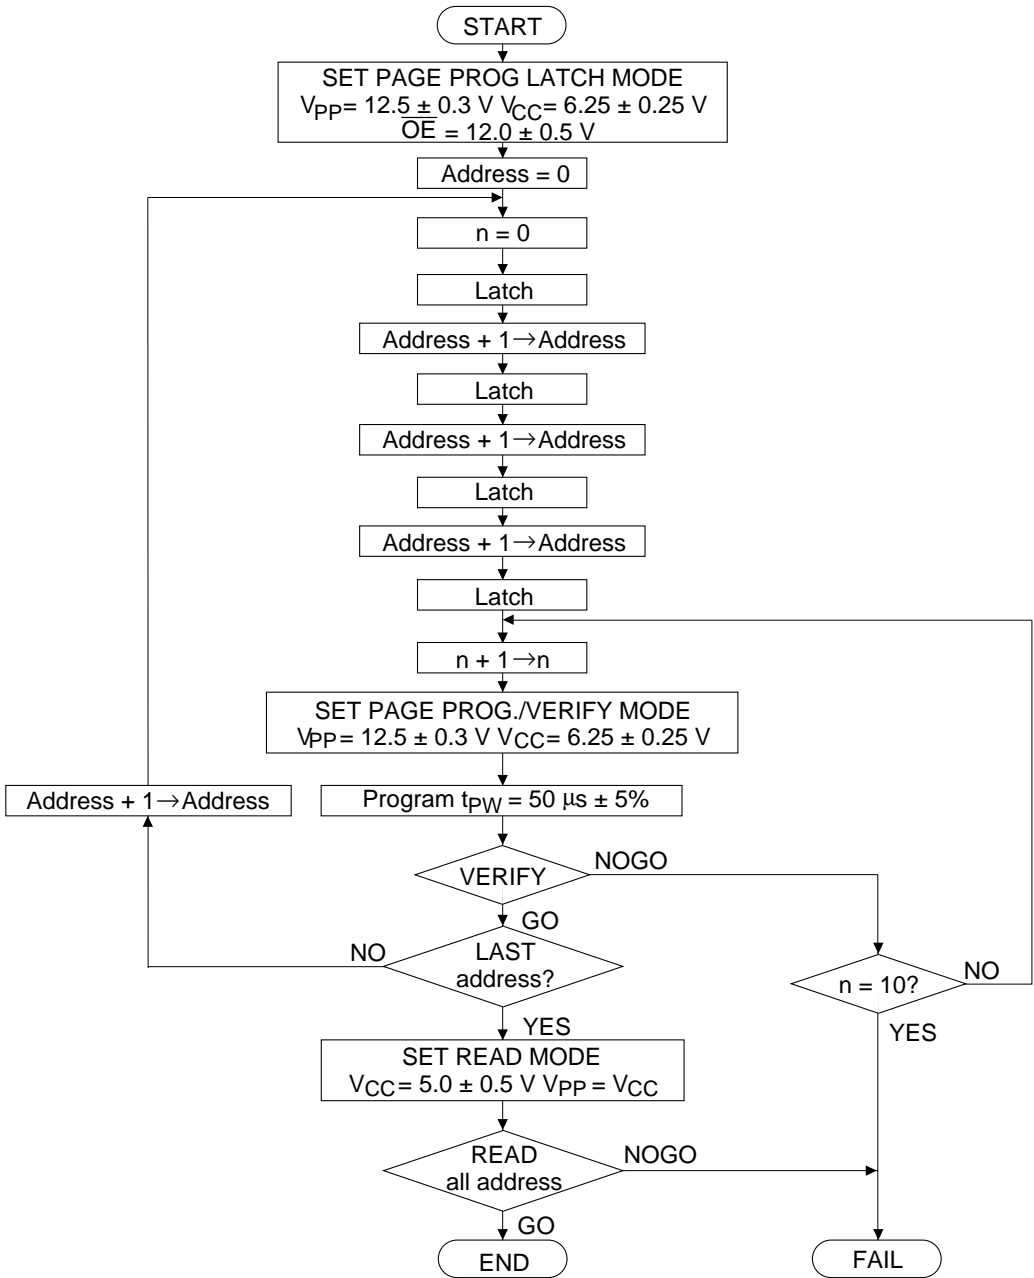 START
SET PAGE PROG LATCH MODE
VPP = 12.5 ± 0.3 V VCC = 6.25 ± 0.25 V
O̅E̅ = 12.0 ± 0.5 V
Address = 0
n = 0
Latch
Address + 1→Address
Latch
Address + 1→Address
Latch
Address + 1→Address
Latch
n + 1→n
SET PAGE PROG./VERIFY MODE
VPP = 12.5 ± 0.3 V VCC = 6.25 ± 0.25 V
Address + 1→Address
Program tPW = 50 µs ± 5%
VERIFY
NOGO
GO
NO
LAST
address?
n = 10?
NO
YES
YES
SET READ MODE
VCC = 5.0 ± 0.5 V VPP = VCC
READ
all address
NOGO
GO
END
FAIL